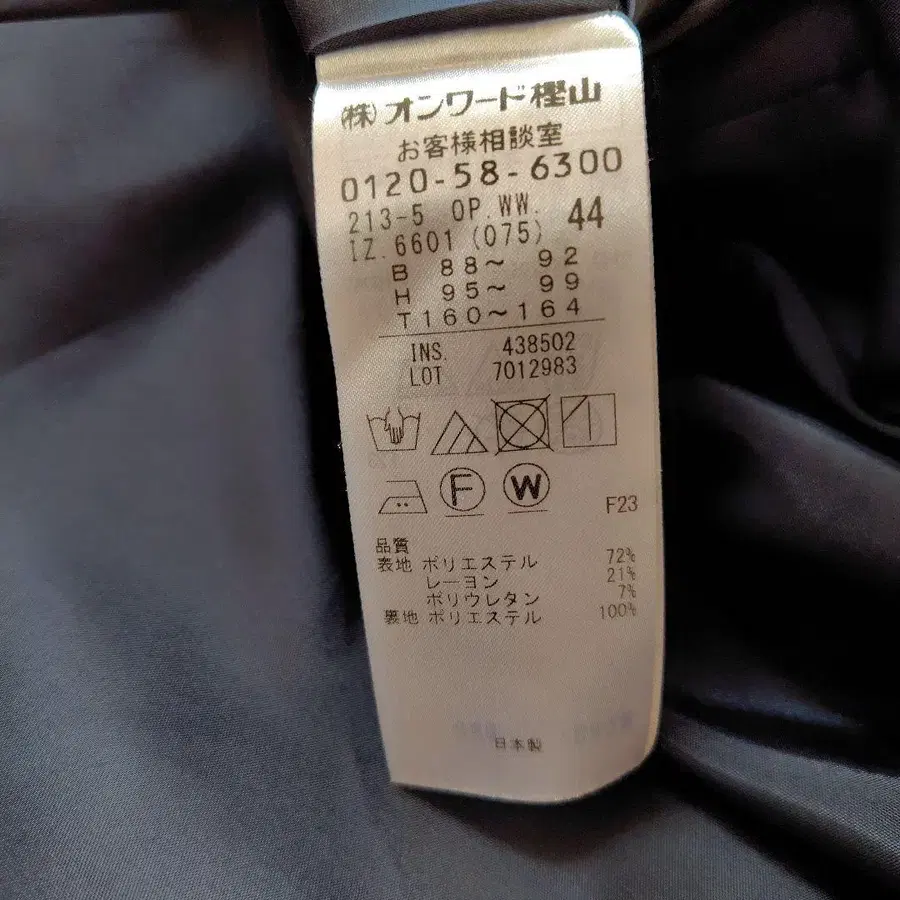 (株)オンワード樫山
お客様相談室
0120-58-6300
213-5 OP.WW. 44
IZ.6601 (075)
B 88～ 92
H 95～ 99
T160～164
INS. 438502
LOT 7012983
F W F23
品質
表地 ポリエステル 72%
レーヨン 21%
ポリウレタン 7%
裏地 ポリエステル 100%
日本製